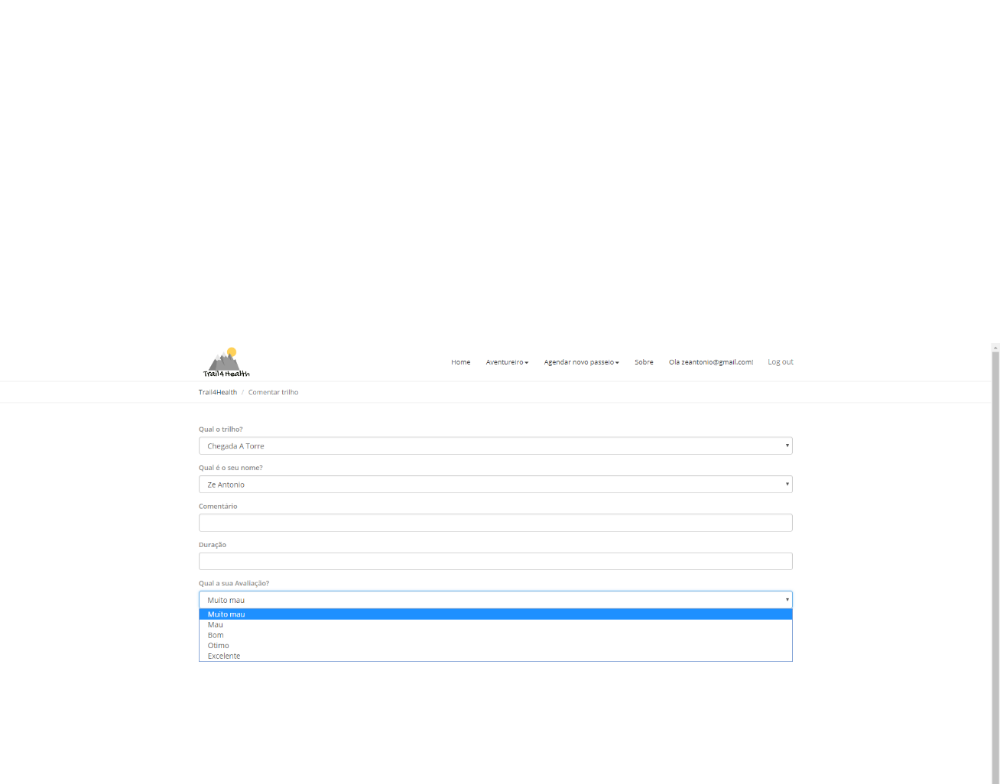 Trail4Health
Home Aventureiro Agendar novo passeio Sobre Ola zeantonio@gmail.com! Log out
Trail4Health / Comentar trilho
Qual o trilho?
Chegada A Torre
Qual é o seu nome?
Ze Antonio
Comentário
Duração
Qual a sua Avaliação?
Muito mau
Muito mau
Mau
Bom
Otimo
Excelente